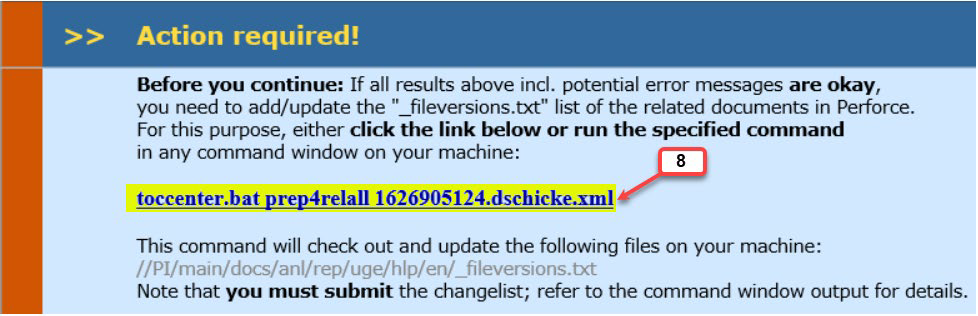 >> Action required!
Before you continue: If all results above incl. potential error messages are okay,
you need to add/update the "_fileversions.txt" list of the related documents in Perforce.
For this purpose, either click the link below or run the specified command
in any command window on your machine:
8
toccenter.bat prep4relall 1626905124.dschicke.xml
This command will check out and update the following files on your machine:
//PI/main/docs/anl/rep/uge/hlp/en/_fileversions.txt
Note that you must submit the changelist; refer to the command window output for details.